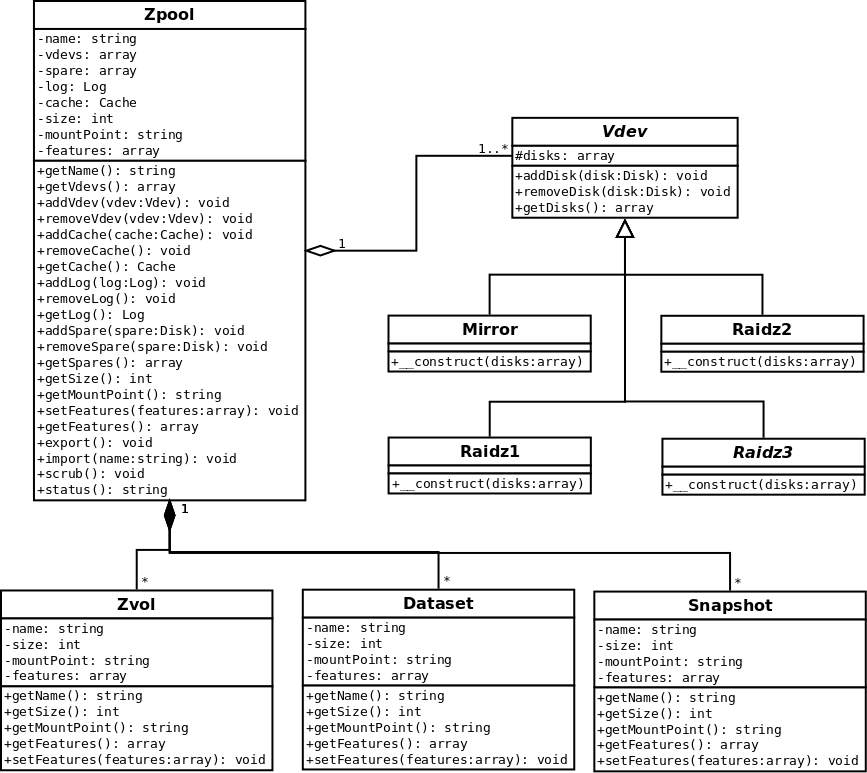 Zpool
-name: string
-vdevs: array
-spare: array
-log: Log
-cache: Cache
-size: int
-mountPoint: string
-features: array
+getName(): string
+getVdevs(): array
+addVdev(vdev:Vdev): void
+removeVdev(vdev:Vdev): void
+addCache(cache:Cache): void
+removeCache(): void
+getCache(): Cache
+addLog(log:Log): void
+removeLog(): void
+getLog(): Log
+addSpare(spare:Disk): void
+removeSpare(spare:Disk): void
+getSpares(): array
+getSize(): int
+getMountPoint(): string
+setFeatures(features:array): void
+getFeatures(): array
+export(): void
+import(name:string): void
+scrub(): void
+status(): string
1
1..*
Vdev
#disks: array
+addDisk(disk:Disk): void
+removeDisk(disk:Disk): void
+getDisks(): array
Mirror
+__construct(disks:array)
Raidz2
+__construct(disks:array)
Raidz1
+__construct(disks:array)
Raidz3
+__construct(disks:array)
1
*
*
*
Zvol
-name: string
-size: int
-mountPoint: string
-features: array
+getName(): string
+getSize(): int
+getMountPoint(): string
+getFeatures(): array
+setFeatures(features:array): void
Dataset
-name: string
-size: int
-mountPoint: string
-features: array
+getName(): string
+getSize(): int
+getMountPoint(): string
+getFeatures(): array
+setFeatures(features:array): void
Snapshot
-name: string
-size: int
-mountPoint: string
-features: array
+getName(): string
+getSize(): int
+getMountPoint(): string
+getFeatures(): array
+setFeatures(features:array): void